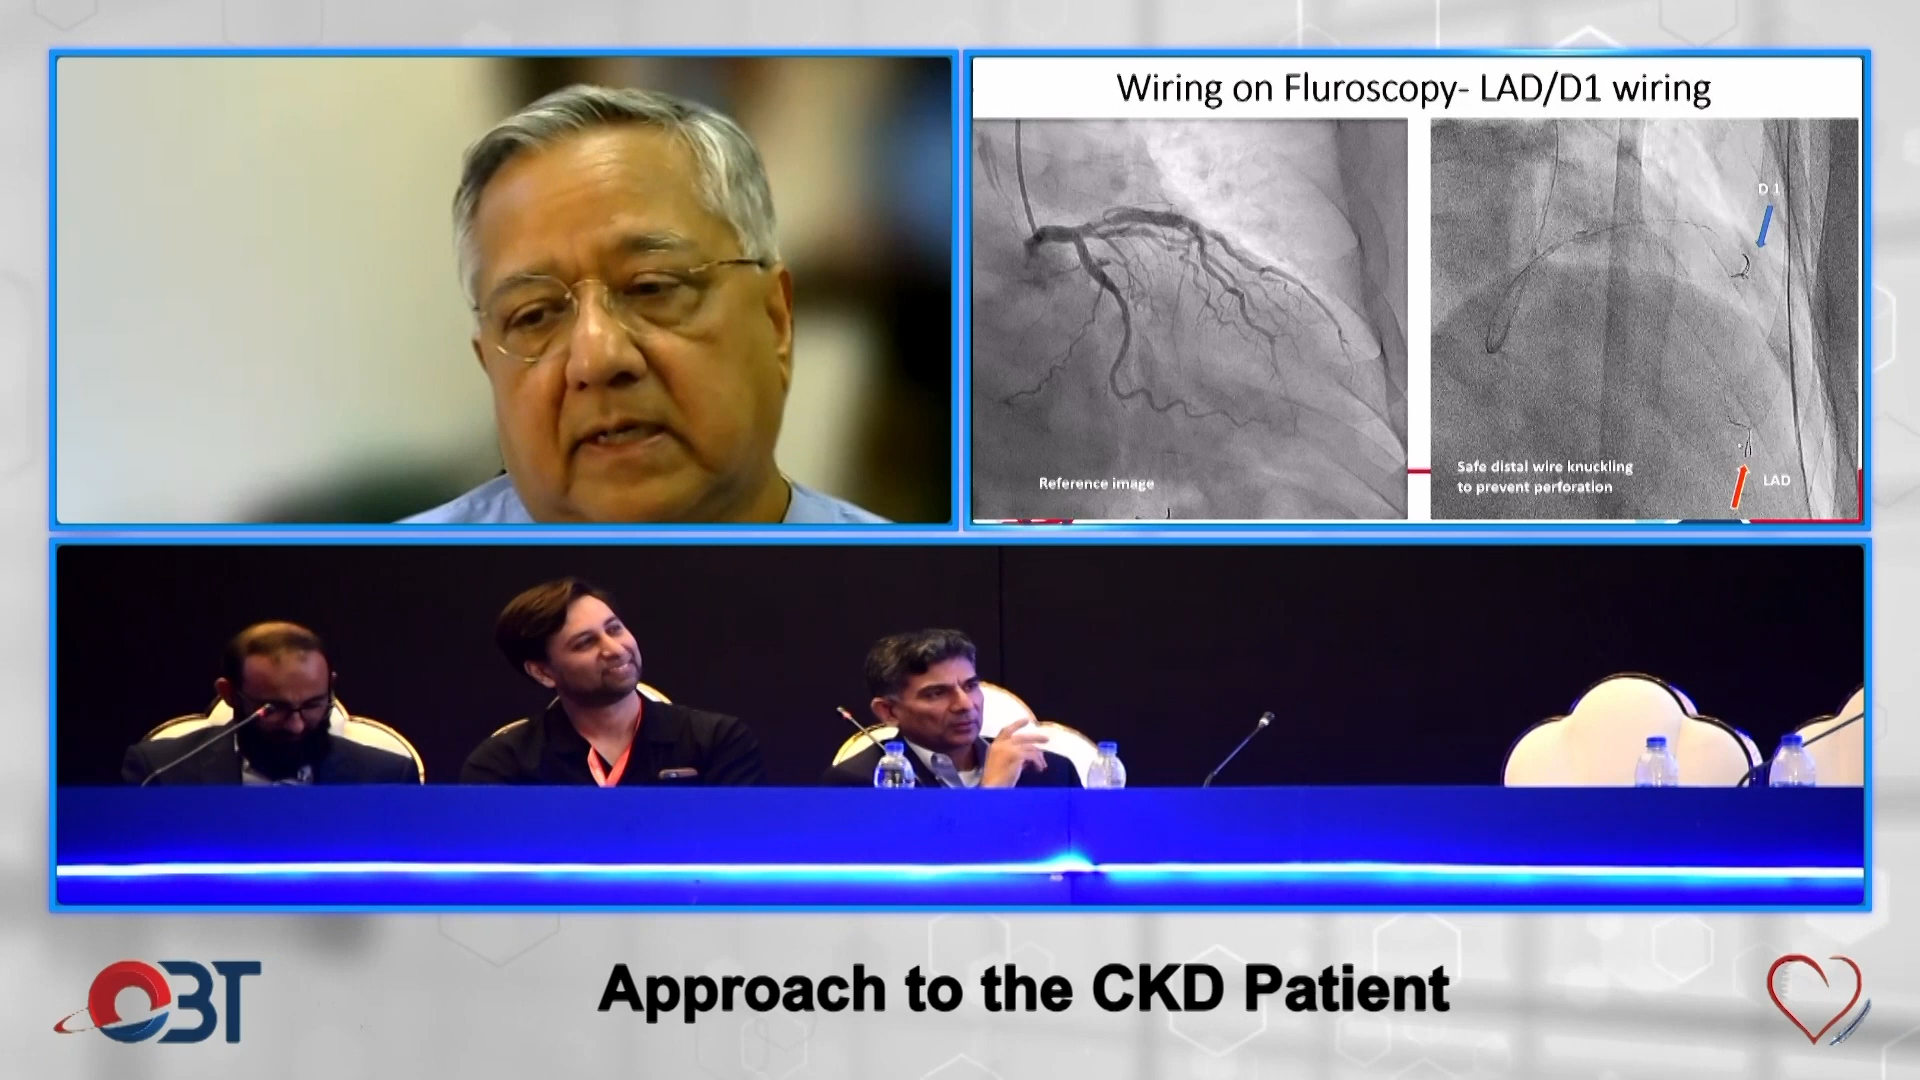 Wiring on Fluroscopy- LAD/D1 wiring
D 1
Reference image
Safe distal wire knuckling
to prevent perforation
LAD
OBT
Approach to the CKD Patient